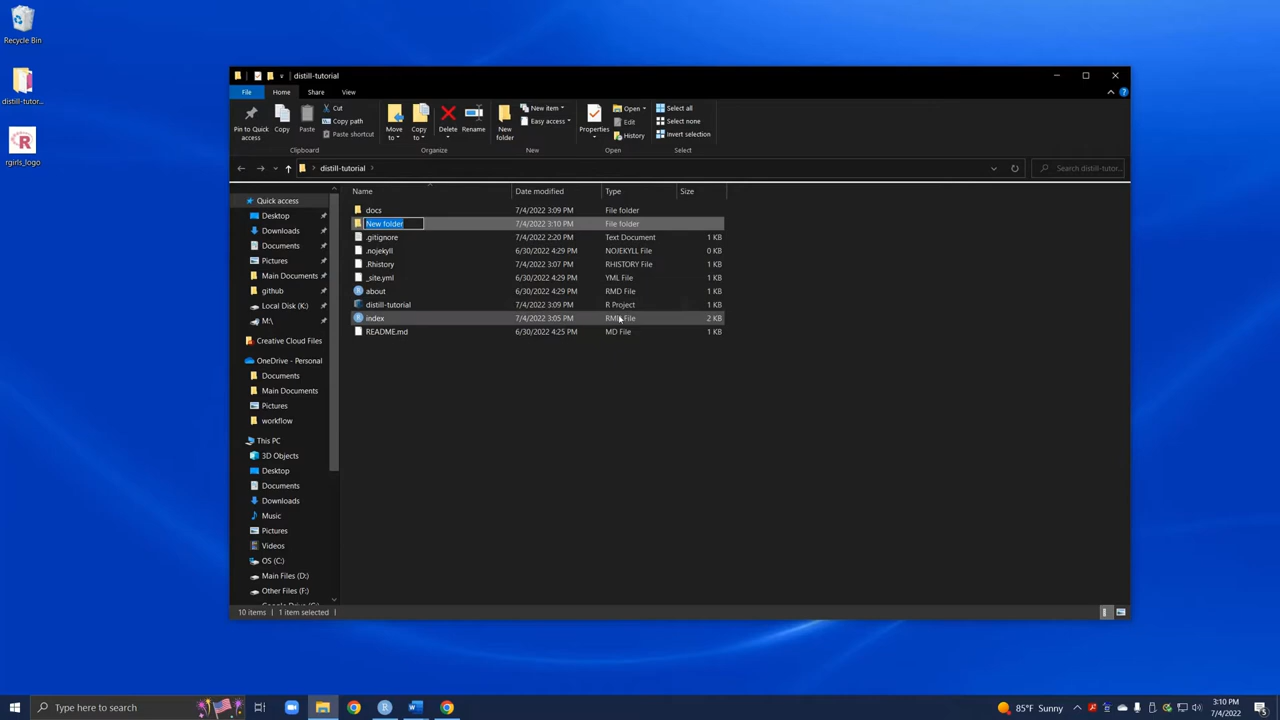 Recycle Bin
distill-tutor...
R
rgirls_logo
distill-tutorial
File Home Share View
Pin to Quick access
Copy
Paste
Cut
Copy path
Paste shortcut
Clipboard
Move to
Copy to
Delete
Rename
Organize
New folder
New item
Easy access
New
Properties
Open
Edit
History
Open
Select all
Select none
Invert selection
Select
distill-tutorial
Search distill-tutor...
Name Date modified Type Size
docs 7/4/2022 3:09 PM File folder
New folder 7/4/2022 3:10 PM File folder
.gitignore 7/4/2022 2:20 PM Text Document 1 KB
.nojekyll 6/30/2022 4:29 PM NOJEKYLL File 0 KB
.Rhistory 7/4/2022 3:07 PM RHISTORY File 1 KB
_site.yml 6/30/2022 4:29 PM YML File 1 KB
about 6/30/2022 4:29 PM RMD File 1 KB
distill-tutorial 7/4/2022 3:09 PM R Project 1 KB
index 7/4/2022 3:05 PM RMD File 2 KB
README.md 6/30/2022 4:25 PM MD File 1 KB
Quick access
Desktop
Downloads
Documents
Pictures
Main Documents
github
Local Disk (K:)
M:\
Creative Cloud Files
OneDrive - Personal
Documents
Main Documents
Pictures
workflow
This PC
3D Objects
Desktop
Documents
Downloads
Music
Pictures
Videos
OS (C:)
Main Files (D:)
Other Files (F:)
10 items 1 item selected
Type here to search
85°F Sunny
3:10 PM
7/4/2022
5